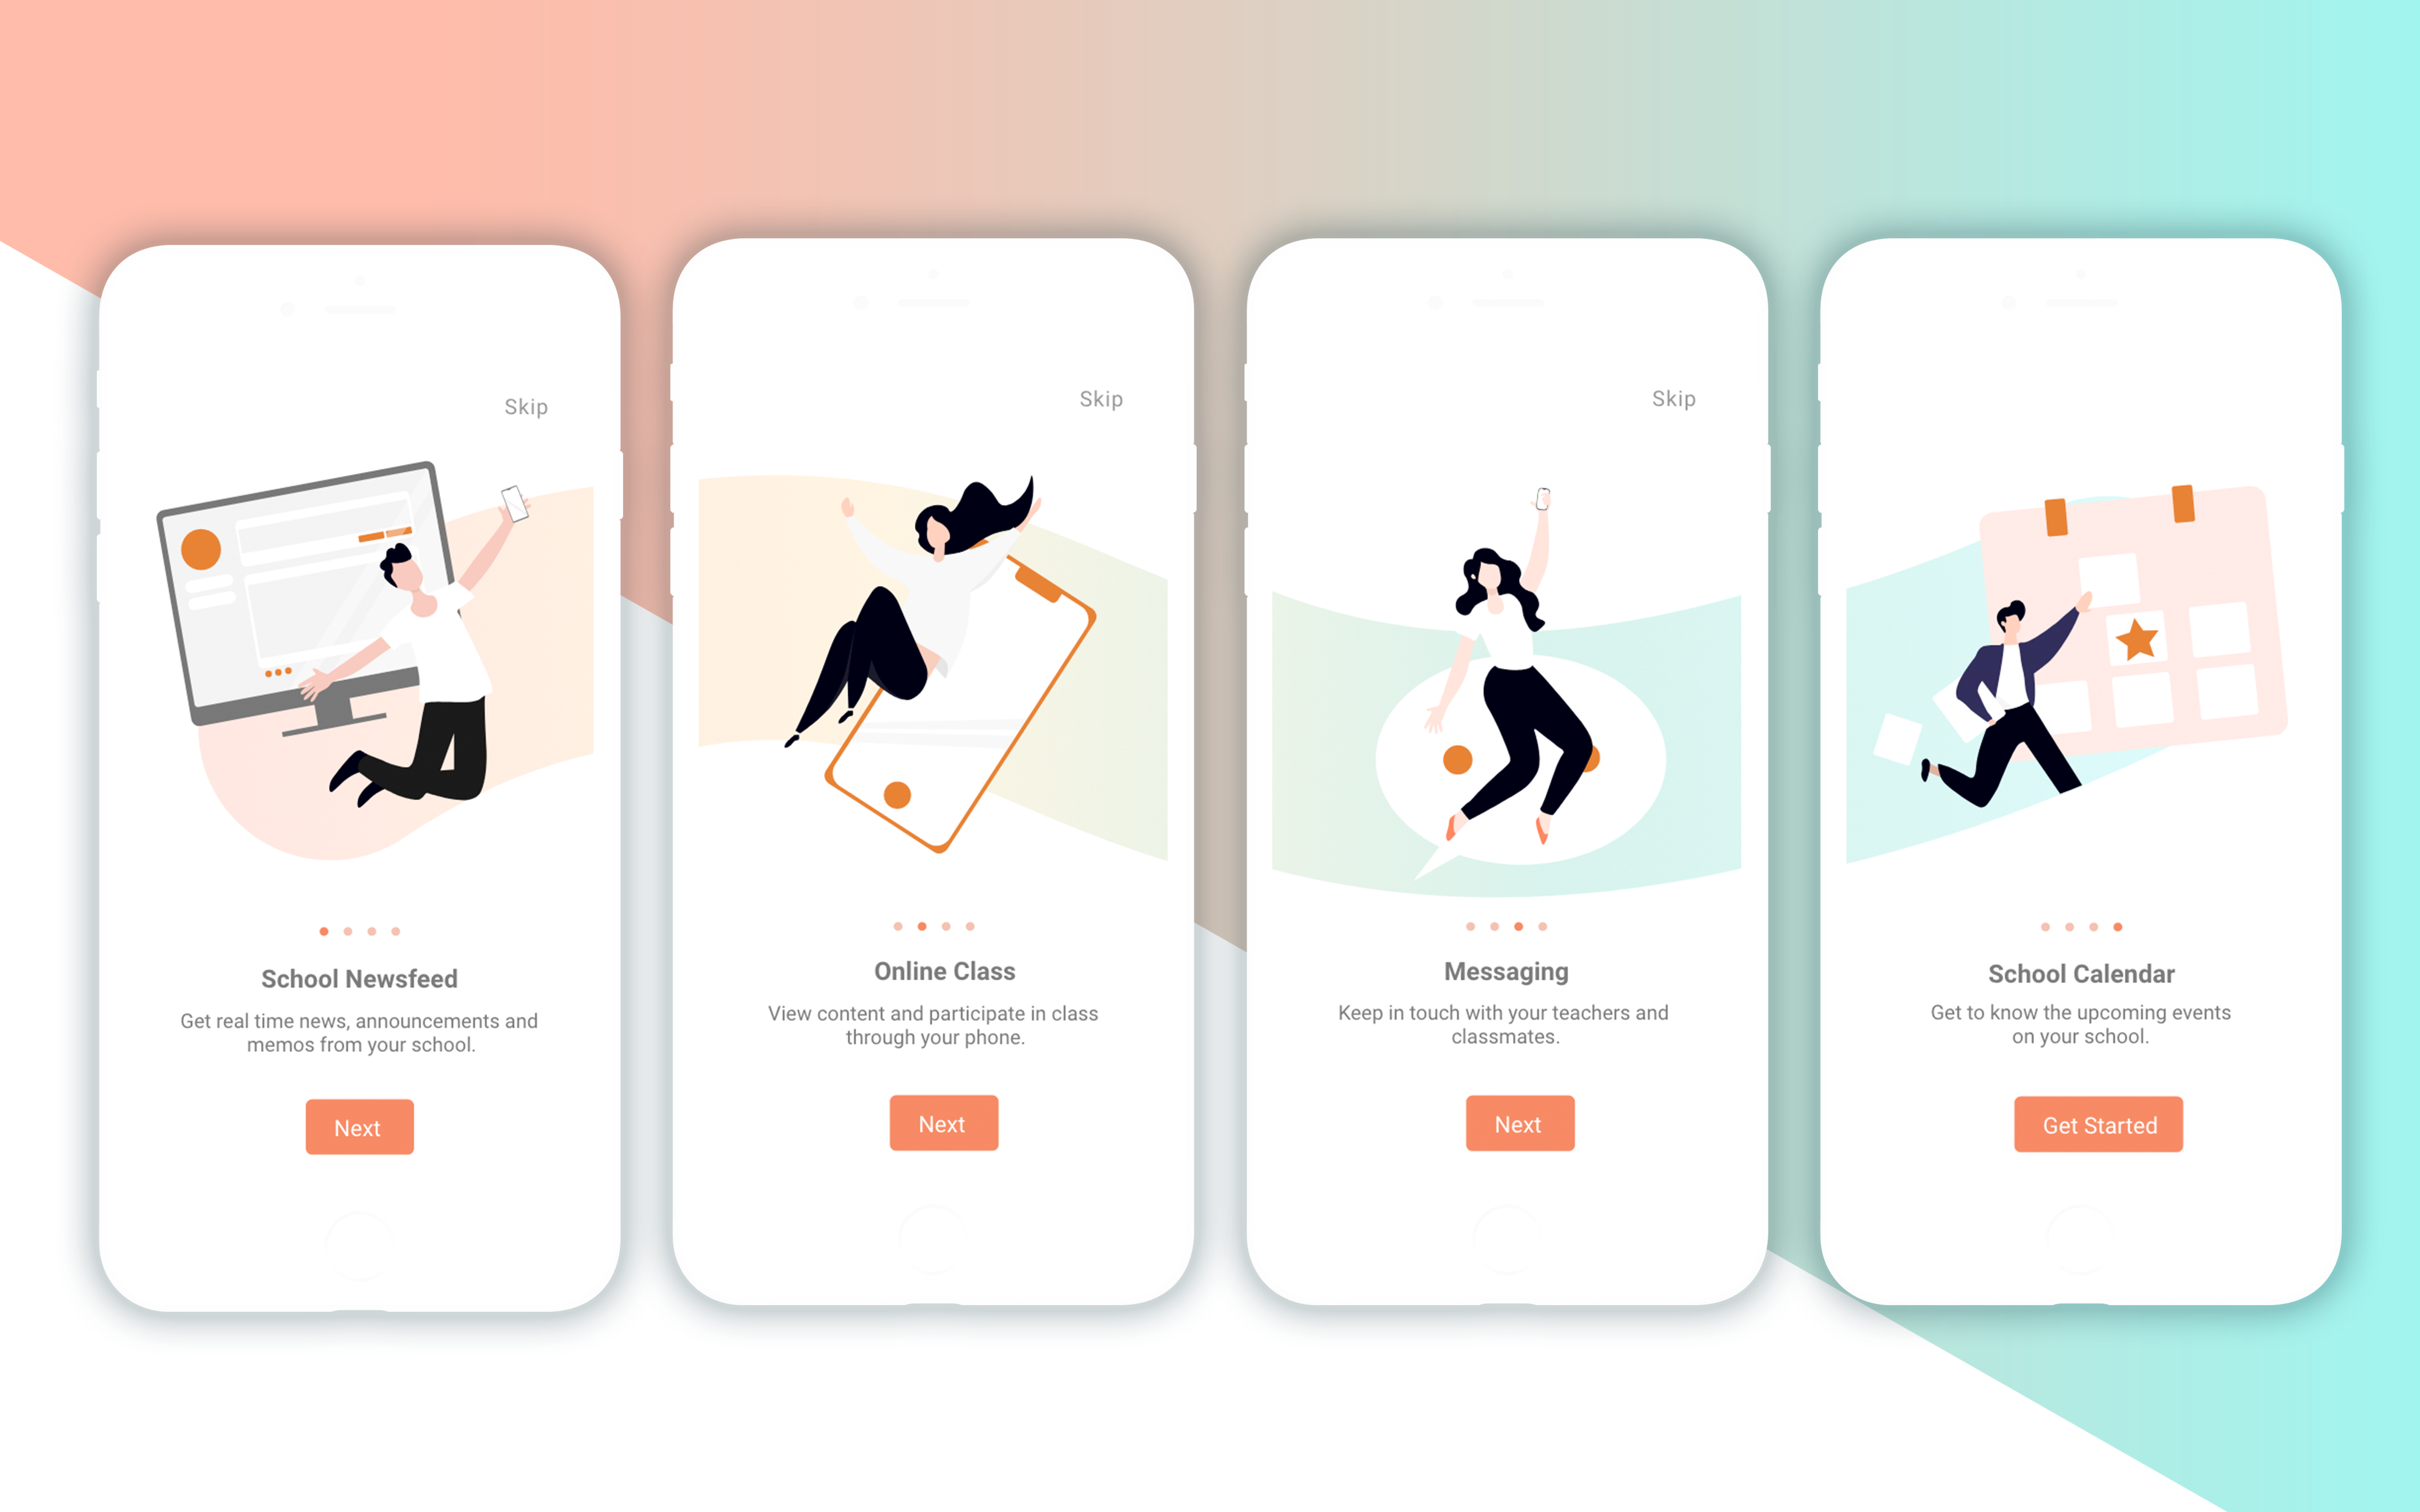 Skip
School Newsfeed
Get real time news, announcements and
memos from your school.
Next
Skip
Online Class
View content and participate in class
through your phone.
Next
Skip
Messaging
Keep in touch with your teachers and
classmates.
Next
School Calendar
Get to know the upcoming events
on your school.
Get Started